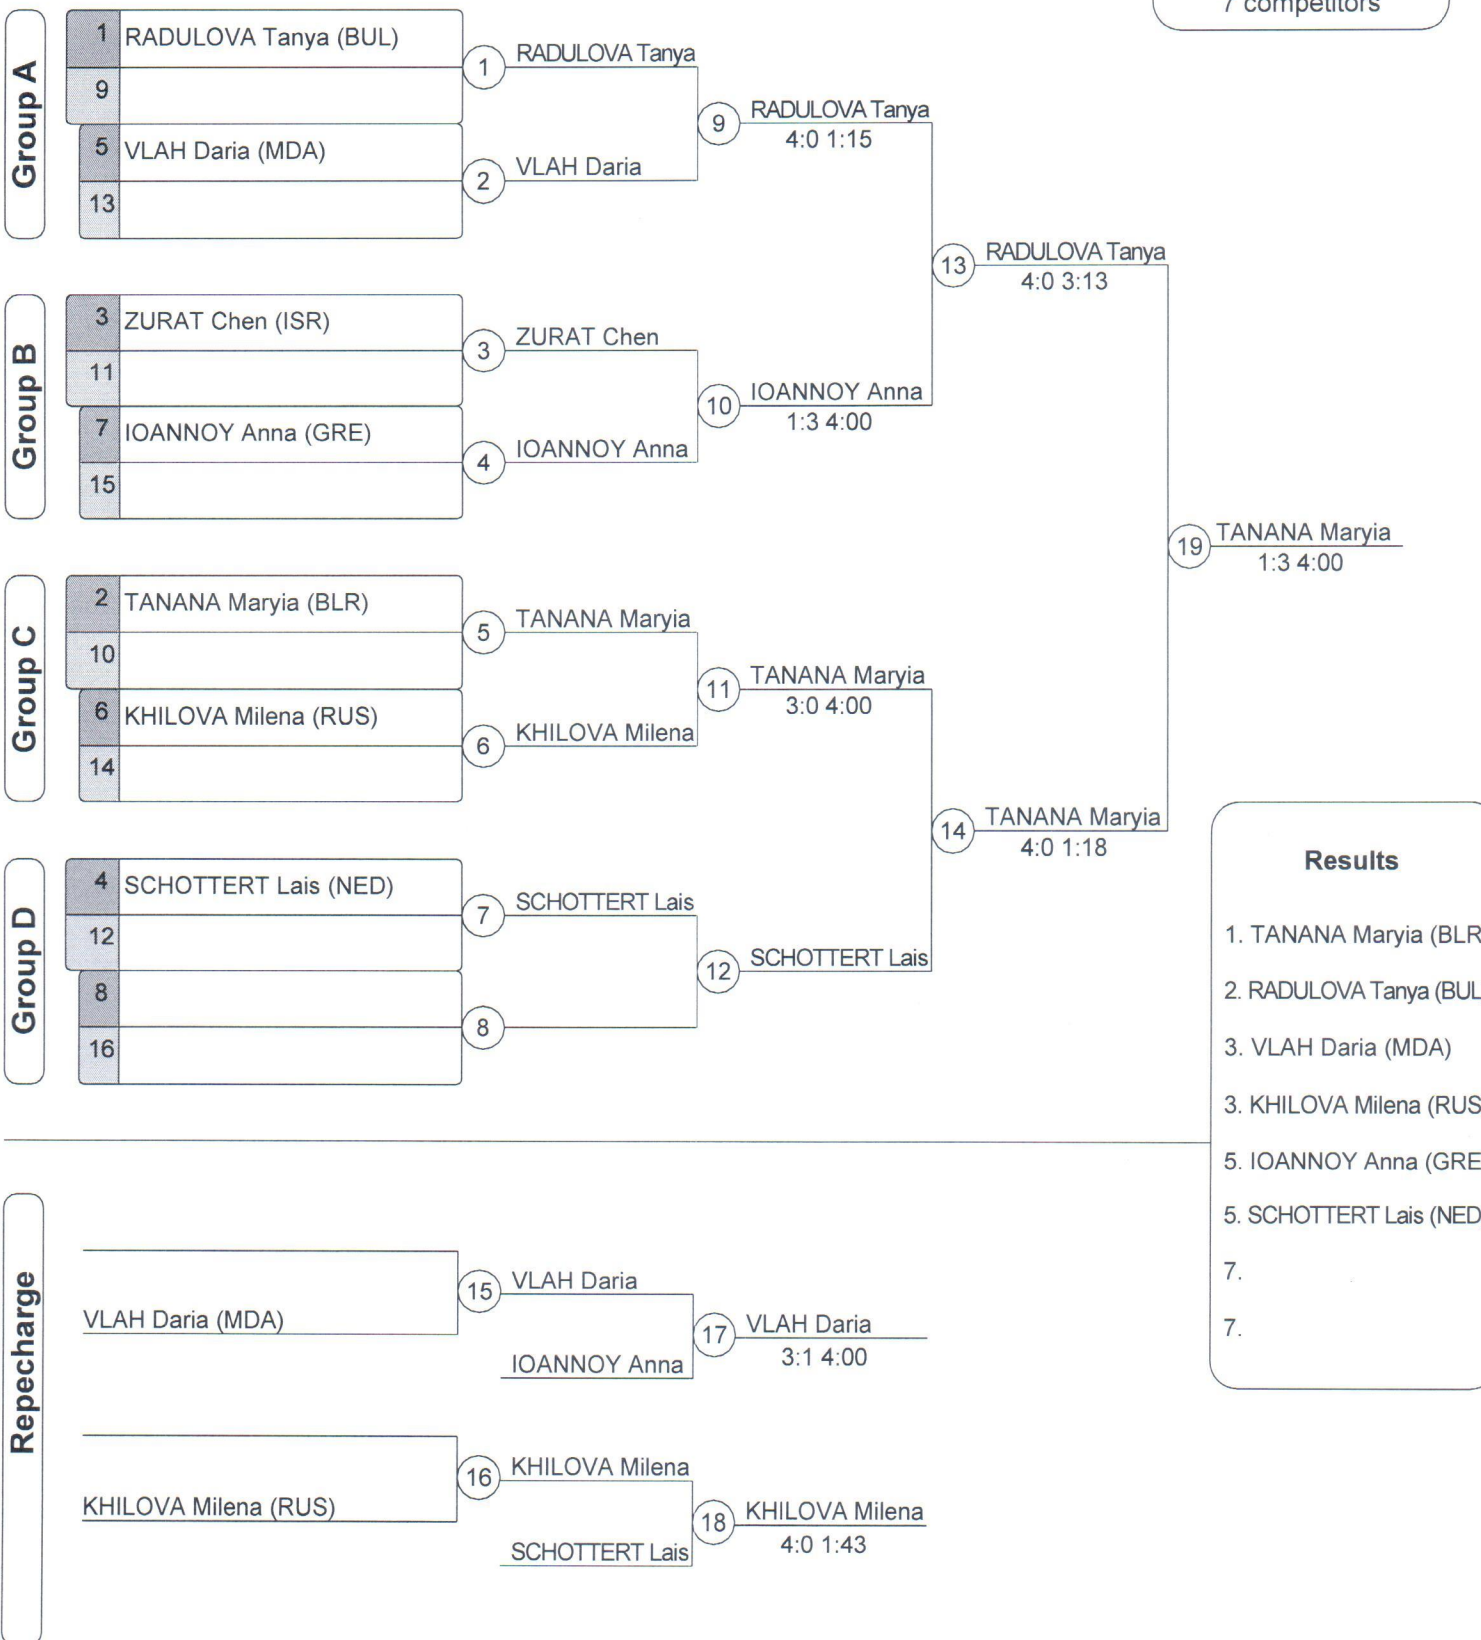 7 competitors
Group A
1 RADULOVA Tanya (BUL)
9
5 VLAH Daria (MDA)
13
1 RADULOVA Tanya
2 VLAH Daria
9 RADULOVA Tanya
4:0 1:15
Group B
3 ZURAT Chen (ISR)
11
7 IOANNOY Anna (GRE)
15
3 ZURAT Chen
4 IOANNOY Anna
10 IOANNOY Anna
1:3 4:00
13 RADULOVA Tanya
4:0 3:13
Group C
2 TANANA Maryia (BLR)
10
6 KHILOVA Milena (RUS)
14
5 TANANA Maryia
6 KHILOVA Milena
11 TANANA Maryia
3:0 4:00
Group D
4 SCHOTTERT Lais (NED)
12
8
16
7 SCHOTTERT Lais
8
12 SCHOTTERT Lais
14 TANANA Maryia
4:0 1:18
19 TANANA Maryia
1:3 4:00
Results
1. TANANA Maryia (BLR
2. RADULOVA Tanya (BUL
3. VLAH Daria (MDA)
3. KHILOVA Milena (RUS
5. IOANNOY Anna (GRE
5. SCHOTTERT Lais (NED
7.
7.
Repecharge
VLAH Daria (MDA)
15 VLAH Daria
IOANNOY Anna
17 VLAH Daria
3:1 4:00
KHILOVA Milena (RUS)
16 KHILOVA Milena
SCHOTTERT Lais
18 KHILOVA Milena
4:0 1:43